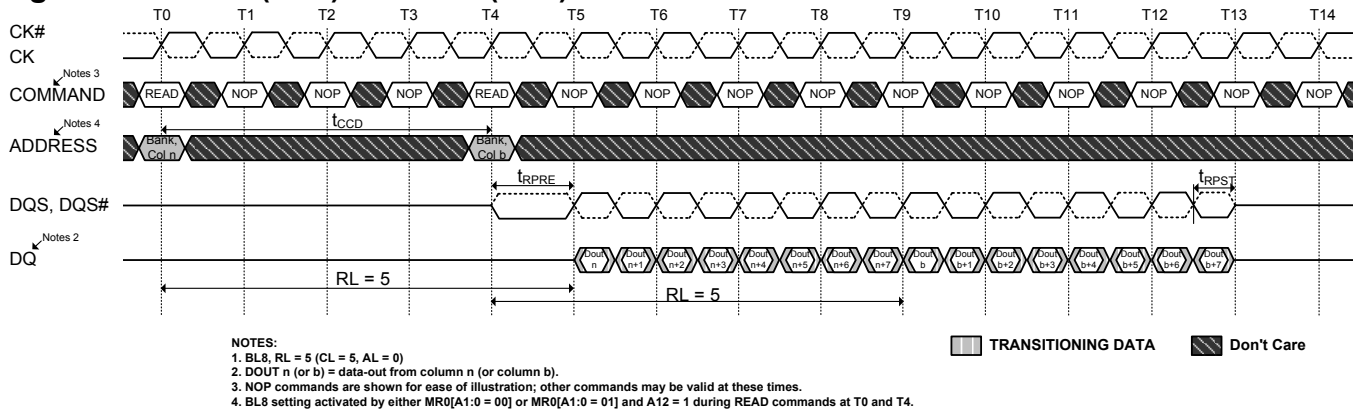 T0 T1 T2 T3 T4 T5 T6 T7 T8 T9 T10 T11 T12 T13 T14
CK#
CK
Notes 3
COMMAND READ NOP NOP NOP READ NOP NOP NOP NOP NOP NOP NOP NOP NOP NOP
tCCD
Notes 4
ADDRESS Bank, Col n Bank, Col b
tRPRE tRPST
DQS, DQS#
Notes 2
DQ Dout n Dout n+1 Dout n+2 Dout n+3 Dout n+4 Dout n+5 Dout n+6 Dout n+7 Dout b Dout b+1 Dout b+2 Dout b+3 Dout b+4 Dout b+5 Dout b+6 Dout b+7
RL = 5
RL = 5
TRANSITIONING DATA Don't Care
NOTES:
1. BL8, RL = 5 (CL = 5, AL = 0)
2. DOUT n (or b) = data-out from column n (or column b).
3. NOP commands are shown for ease of illustration; other commands may be valid at these times.
4. BL8 setting activated by either MR0[A1:0 = 00] or MR0[A1:0 = 01] and A12 = 1 during READ commands at T0 and T4.